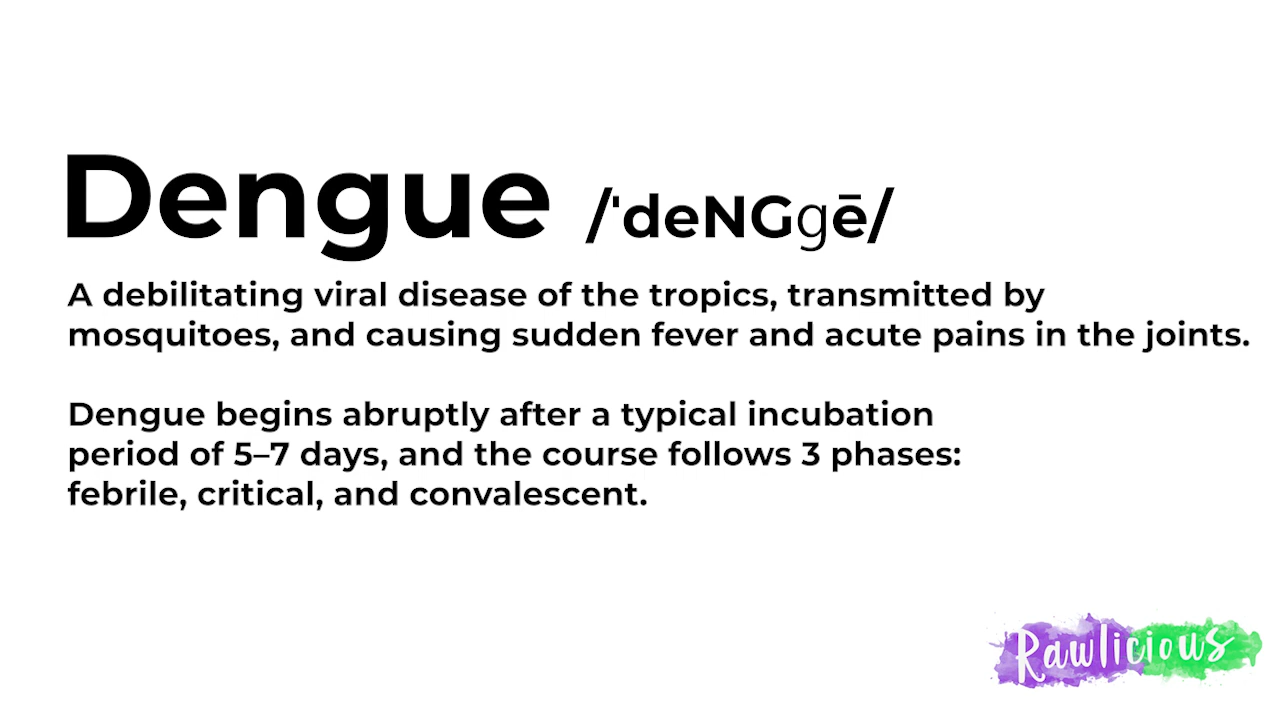 Dengue /ˈdeNGɡē/
A debilitating viral disease of the tropics, transmitted by
mosquitoes, and causing sudden fever and acute pains in the joints.
Dengue begins abruptly after a typical incubation
period of 5–7 days, and the course follows 3 phases:
febrile, critical, and convalescent.
Rawlicious